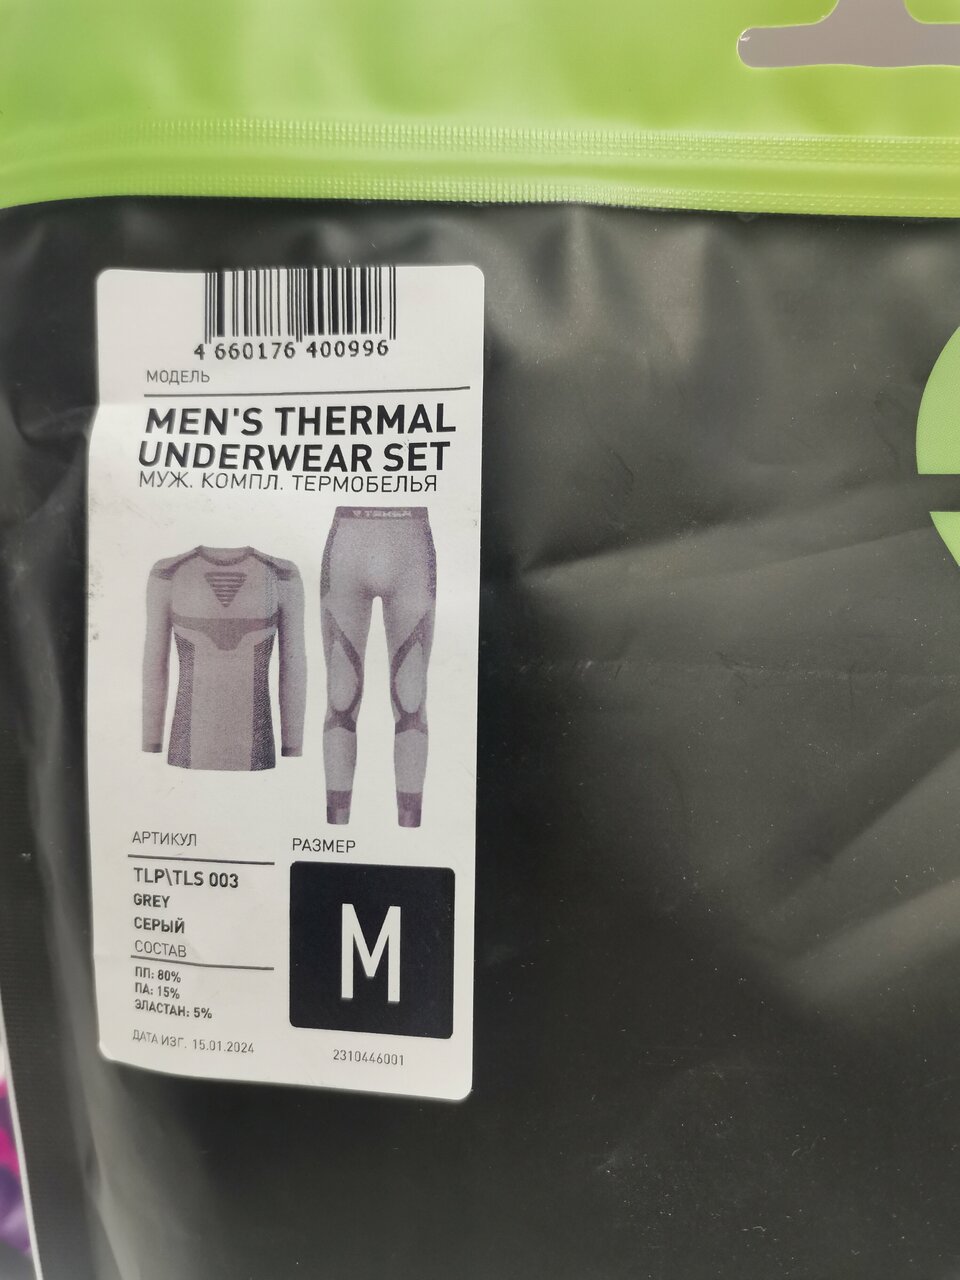 4 660176 400996
МОДЕЛЬ
MEN'S THERMAL
UNDERWEAR SET
МУЖ. КОМПЛ. ТЕРМОБЕЛЬЯ
АРТИКУЛ
TLP\TLS 003
GREY
СЕРЫЙ
СОСТАВ
ПП: 80%
ПА: 15%
ЭЛАСТАН: 5%
ДАТА ИЗГ. 15.01.2024
РАЗМЕР
M
2310446001